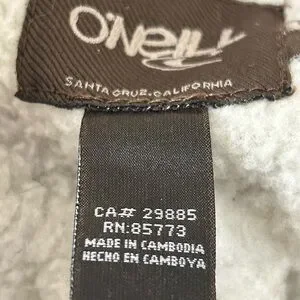 O'NEILL
SANTA CRUZ, CALIFORNIA
CA# 29885
RN:85773
MADE IN CAMBODIA
HECHO EN CAMBOYA